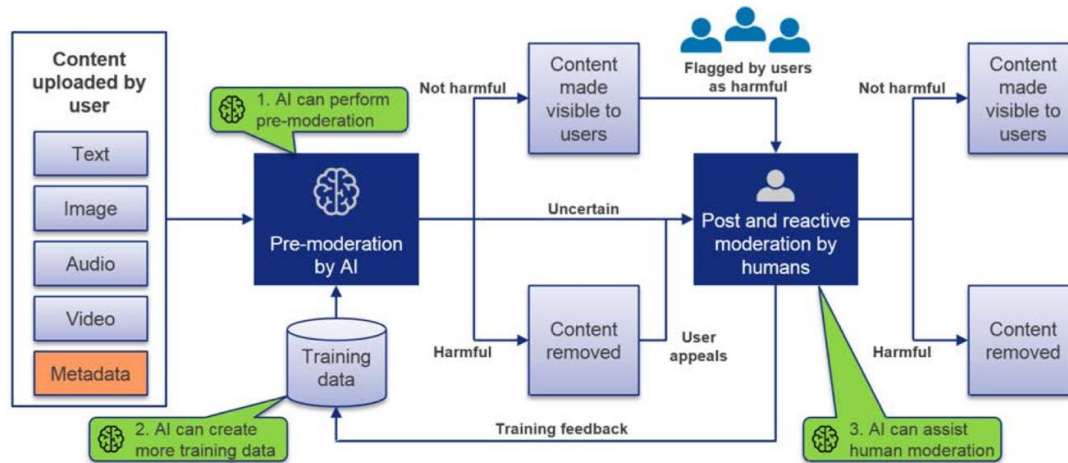 Content
uploaded by
user
Text
Image
Audio
Video
Metadata
1. AI can perform
pre-moderation
Pre-moderation
by AI
Training
data
2. AI can create
more training data
Not harmful
Uncertain
Harmful
Content
made
visible to
users
Content
removed
User
appeals
Flagged by users
as harmful
Post and reactive
moderation by
humans
Training feedback
3. AI can assist
human moderation
Not harmful
Harmful
Content
made
visible to
users
Content
removed